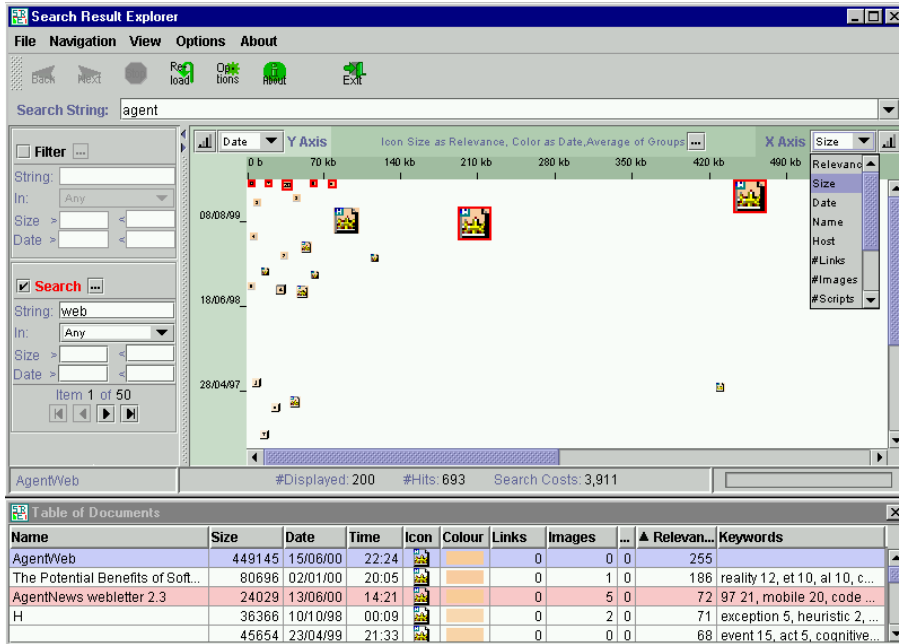 Search Result Explorer
File Navigation View Options About
Back Next Re-load Options About Exit
Search String: agent
Filter ...
String:
In: Any
Size > <
Date > <
Search ...
String: web
In: Any
Size > <
Date > <
Item 1 of 50
Date Y Axis Icon Size as Relevance, Color as Date,Average of Groups ... X Axis Size
0 b 70 kb 140 kb 210 kb 280 kb 350 kb 420 kb 490 kb
Relevanc
Size
Date
Name
Host
#Links
#Images
#Scripts
08/08/99
18/06/98
28/04/97
AgentWeb #Displayed: 200 #Hits: 693 Search Costs: 3,911
Table of Documents
Name Size Date Time Icon Colour Links Images ... ▲ Relevan... Keywords
AgentWeb 449145 15/06/00 22:24 0 0 0 255
The Potential Benefits of Soft... 80696 02/01/00 20:05 0 1 0 186 reality 12, et 10, al 10, c...
AgentNews webletter 2.3 24029 13/06/00 14:21 0 5 0 72 97 21, mobile 20, code ...
H 36366 10/10/98 00:09 0 2 0 71 exception 5, heuristic 2, ...
45654 23/04/99 21:33 0 0 0 68 event 15, act 5, cognitive...